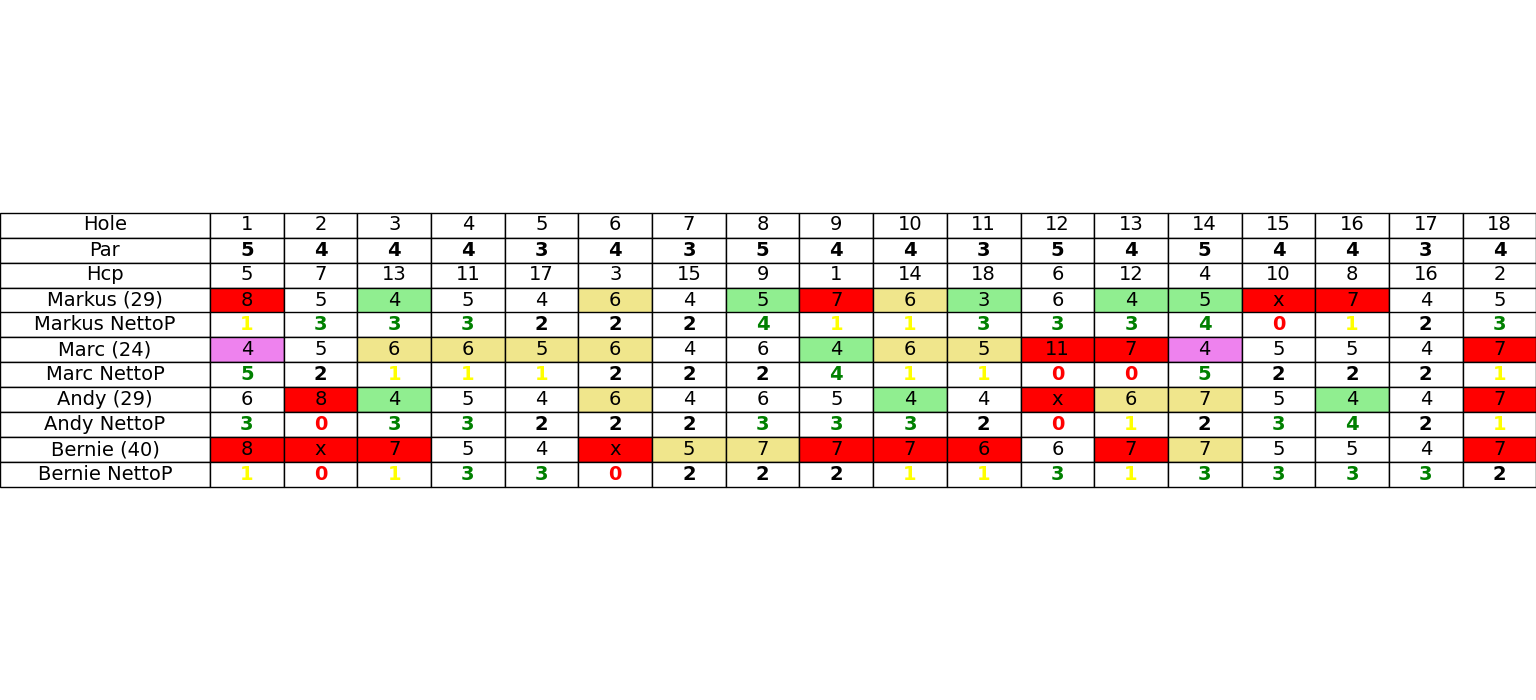 Hole 1 2 3 4 5 6 7 8 9 10 11 12 13 14 15 16 17 18
Par 5 4 4 4 3 4 3 5 4 4 3 5 4 5 4 4 3 4
Hcp 5 7 13 11 17 3 15 9 1 14 18 6 12 4 10 8 16 2
Markus (29) 8 5 4 5 4 6 4 5 7 6 3 6 4 5 x 7 4 5
Markus NettoP 1 3 3 3 2 2 2 4 1 1 3 3 3 4 0 1 2 3
Marc (24) 4 5 6 6 5 6 4 6 4 6 5 11 7 4 5 5 4 7
Marc NettoP 5 2 1 1 1 2 2 2 4 1 1 0 0 5 2 2 2 1
Andy (29) 6 8 4 5 4 6 4 6 5 4 4 x 6 7 5 4 4 7
Andy NettoP 3 0 3 3 2 2 2 3 3 3 2 0 1 2 3 4 2 1
Bernie (40) 8 x 7 5 4 x 5 7 7 7 6 6 7 7 5 5 4 7
Bernie NettoP 1 0 1 3 3 0 2 2 2 1 1 3 1 3 3 3 3 2